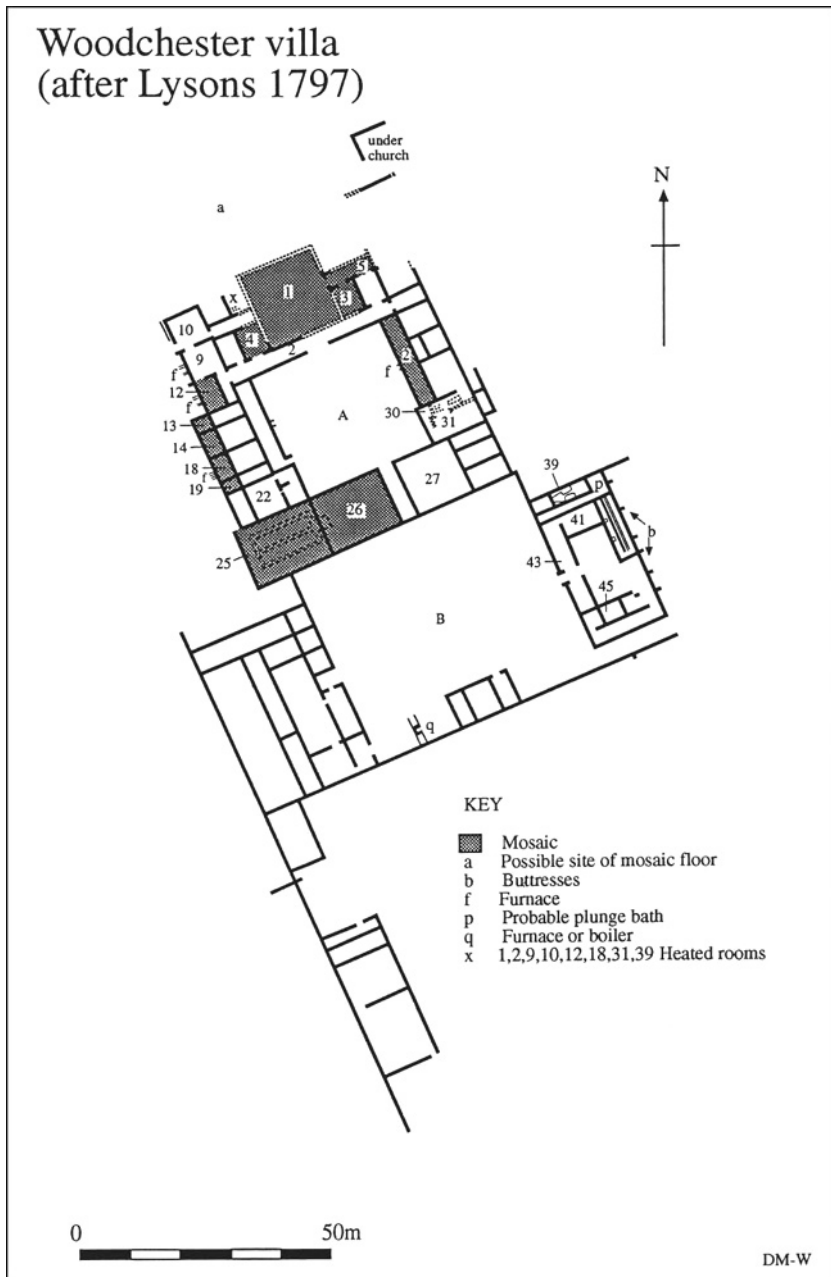 Woodchester villa
(after Lysons 1797)
under
church
N
a
5
1
3
x
4
10
2
9
2
f
f
12
f
A
30
31
13
14
39
18
f
27
p
19
22
26
41
b
25
43
B
45
q
KEY
Mosaic
a Possible site of mosaic floor
b Buttresses
f Furnace
p Probable plunge bath
q Furnace or boiler
x 1,2,9,10,12,18,31,39 Heated rooms
0 50m
DM-W